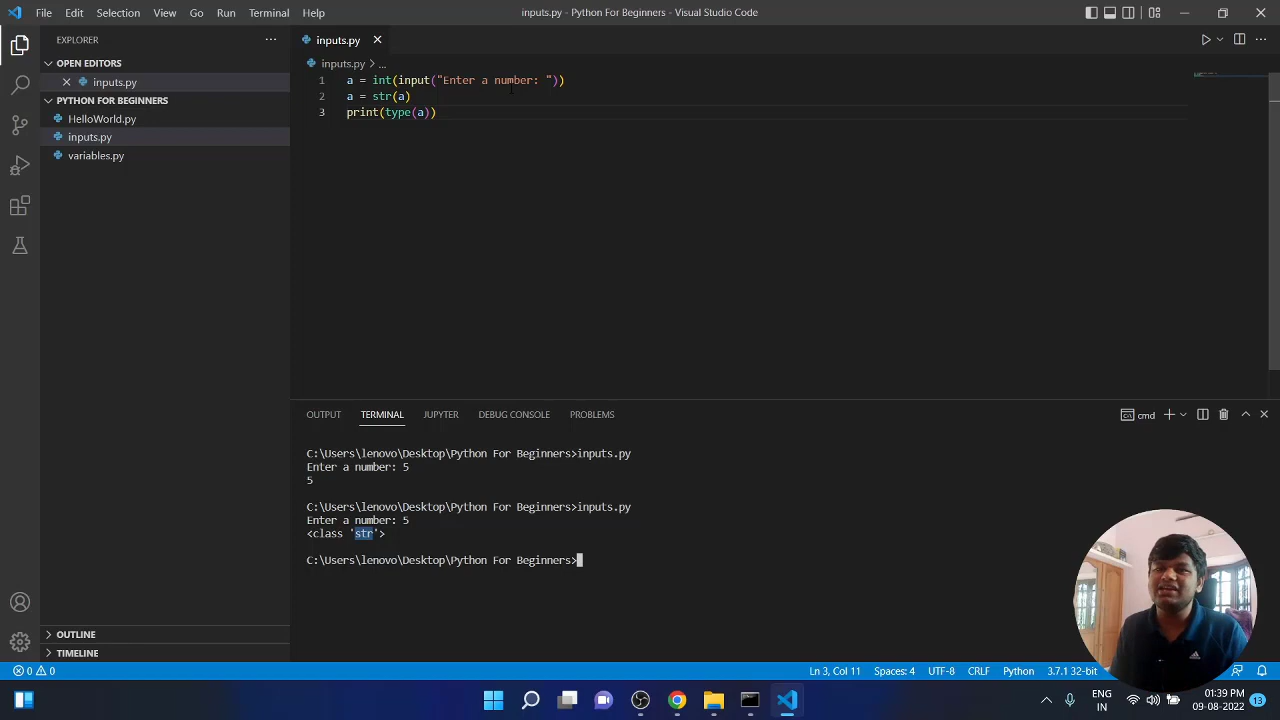 File Edit Selection View Go Run Terminal Help
inputs.py - Python For Beginners - Visual Studio Code
EXPLORER
OPEN EDITORS
inputs.py
PYTHON FOR BEGINNERS
HelloWorld.py
inputs.py
variables.py
OUTLINE
TIMELINE
inputs.py
inputs.py > ...
1 a = int(input("Enter a number: "))
2 a = str(a)
3 print(type(a))
OUTPUT TERMINAL JUPYTER DEBUG CONSOLE PROBLEMS
cmd
C:\Users\lenovo\Desktop\Python For Beginners>inputs.py
Enter a number: 5
5
C:\Users\lenovo\Desktop\Python For Beginners>inputs.py
Enter a number: 5
<class 'str'>
C:\Users\lenovo\Desktop\Python For Beginners>
0 0 Ln 3, Col 11 Spaces: 4 UTF-8 CRLF Python 3.7.1 32-bit
ENG
IN
01:39 PM
09-08-2022
13